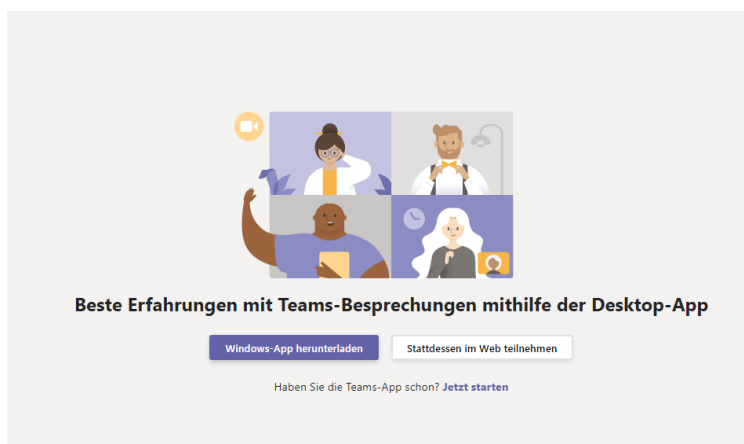 Beste Erfahrungen mit Teams-Besprechungen mithilfe der Desktop-App
Windows-App herunterladen
Stattdessen im Web teilnehmen
Haben Sie die Teams-App schon? Jetzt starten